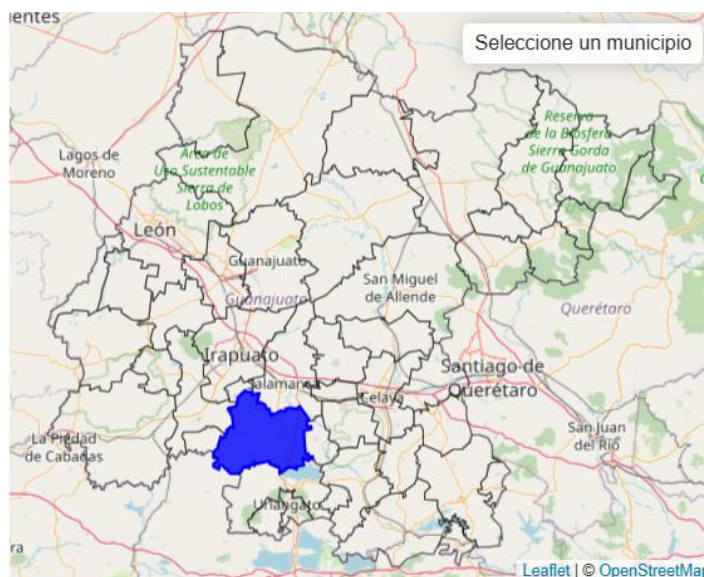 uentes
Seleccione un municipio
Reserva
de la Biosfera
Sierra Gorda
de Guanajuato
Lagos de
Moreno
Área de
Uso Sustentable
Sierra de
Lobos
León
Guanajuato
San Miguel
de Allende
Guanajuato
Querétaro
Irapuato
Santiago de
Querétaro
Salamanca
Celaya
San Juan
del Río
La Piedad
de Cabadas
Uriangato
ra
Leaflet | © OpenStreetMap